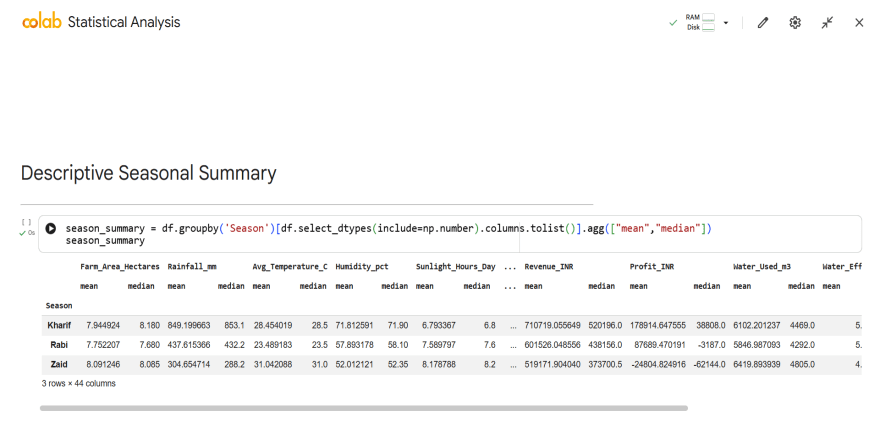 colab Statistical Analysis
RAM
Disk
Descriptive Seasonal Summary
[ ]
0s
season_summary = df.groupby('Season')[df.select_dtypes(include=np.number).columns.tolist()].agg(["mean","median"])
season_summary
Farm_Area_Hectares Rainfall_mm Avg_Temperature_C Humidity_pct Sunlight_Hours_Day ... Revenue_INR Profit_INR Water_Used_m3 Water_Eff
mean median mean median mean median mean median mean median ... mean median mean median mean median mean
Season
Kharif 7.944924 8.180 849.199663 853.1 28.454019 28.5 71.812591 71.90 6.793367 6.8 ... 710719.055649 520196.0 178914.647555 38808.0 6102.201237 4469.0 5.
Rabi 7.752207 7.680 437.615366 432.2 23.489183 23.5 57.893178 58.10 7.589797 7.6 ... 601526.048556 438156.0 87689.470191 -3187.0 5846.987093 4292.0 5.
Zaid 8.091246 8.085 304.654714 288.2 31.042088 31.0 52.012121 52.35 8.178788 8.2 ... 519171.904040 373700.5 -24804.824916 -62144.0 6419.893939 4805.0 4.
3 rows × 44 columns